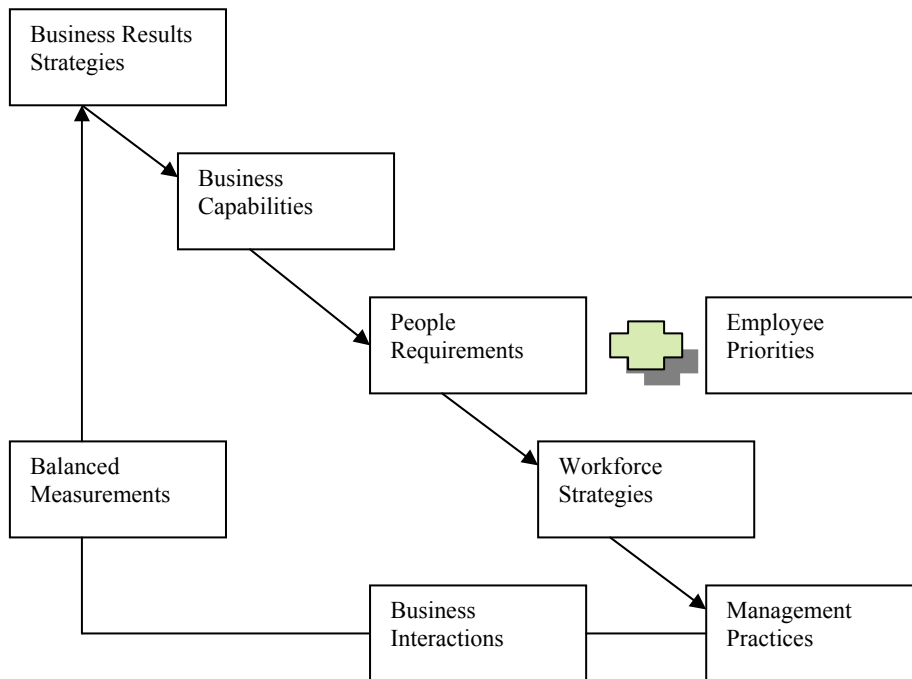 Business Results
Strategies
Business
Capabilities
People
Requirements
Employee
Priorities
Balanced
Measurements
Workforce
Strategies
Business
Interactions
Management
Practices